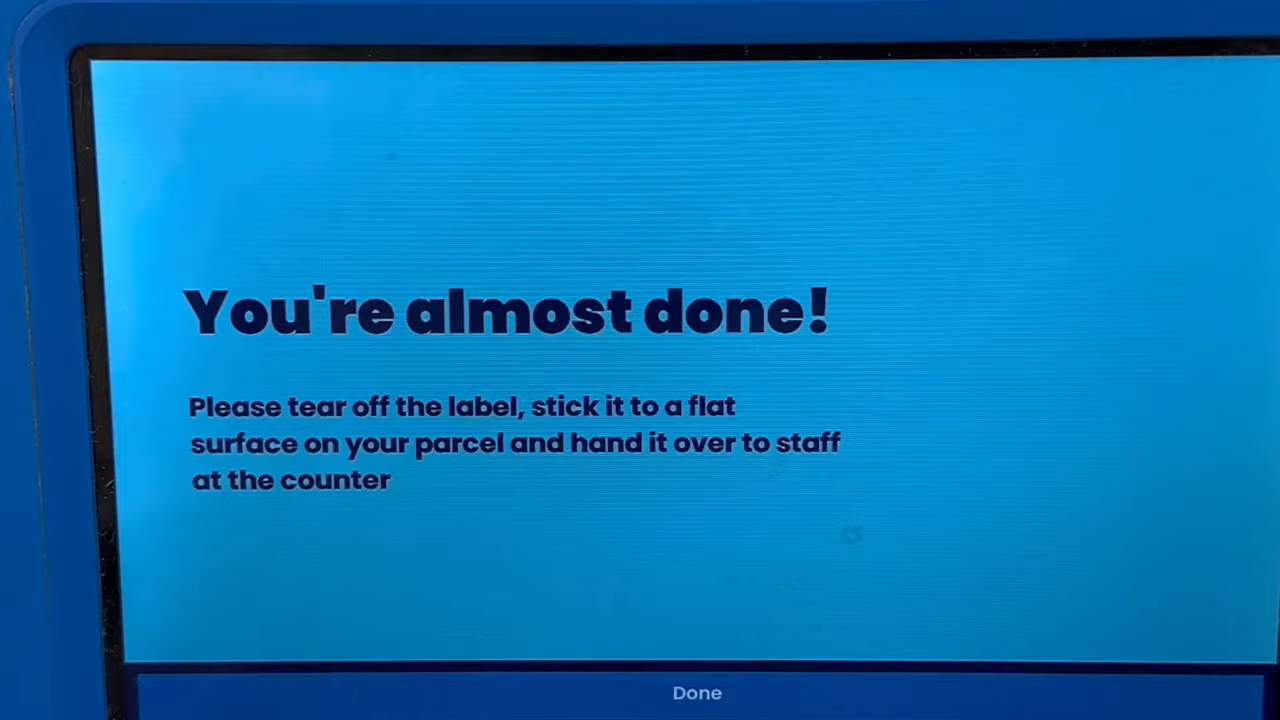 You're almost done!
Please tear off the label, stick it to a flat
surface on your parcel and hand it over to staff
at the counter
Done